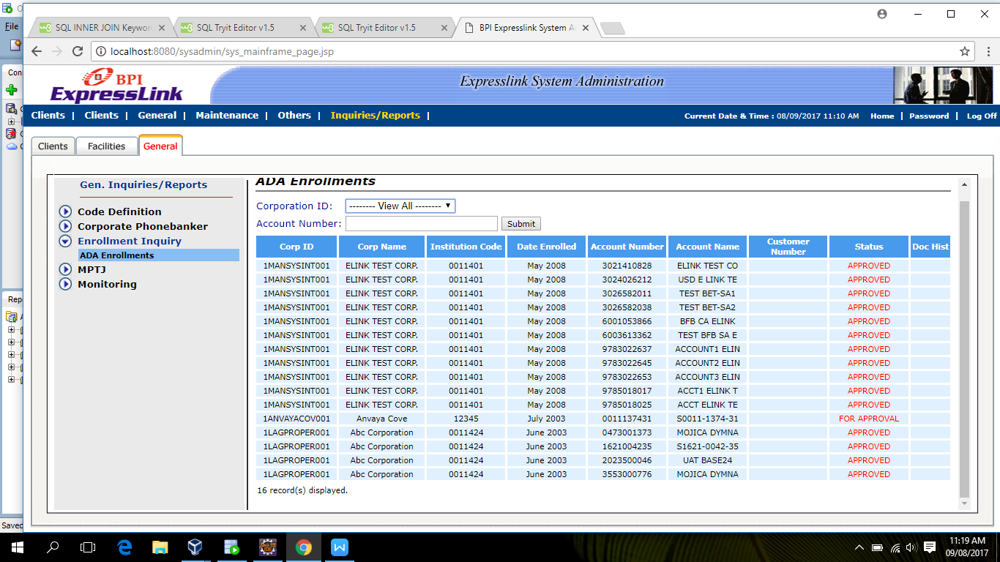 SQL INNER JOIN Keywor
SQL Tryit Editor v1.5
SQL Tryit Editor v1.5
BPI Expresslink System A
File
localhost:8080/sysadmin/sys_mainframe_page.jsp
Con
BPI
ExpressLink
Expresslink System Administration
Clients | Clients | General | Maintenance | Others | Inquiries/Reports |
Current Date & Time : 08/09/2017 11:10 AM Home | Password | Log Off
Clients Facilities General
Gen. Inquiries/Reports
Code Definition
Corporate Phonebanker
Enrollment Inquiry
ADA Enrollments
MPTJ
Monitoring
Rep
Saved
ADA Enrollments
Corporation ID: -------- View All --------
Account Number: Submit
Corp ID Corp Name Institution Code Date Enrolled Account Number Account Name Customer Number Status Doc Hist
1MANSYSINT001 ELINK TEST CORP. 0011401 May 2008 3021410828 ELINK TEST CO APPROVED
1MANSYSINT001 ELINK TEST CORP. 0011401 May 2008 3024026212 USD E LINK TE APPROVED
1MANSYSINT001 ELINK TEST CORP. 0011401 May 2008 3026582011 TEST BET-SA1 APPROVED
1MANSYSINT001 ELINK TEST CORP. 0011401 May 2008 3026582038 TEST BET-SA2 APPROVED
1MANSYSINT001 ELINK TEST CORP. 0011401 May 2008 6001053866 BFB CA ELINK APPROVED
1MANSYSINT001 ELINK TEST CORP. 0011401 May 2008 6003613362 TEST BFB SA E APPROVED
1MANSYSINT001 ELINK TEST CORP. 0011401 May 2008 9783022637 ACCOUNT1 ELIN APPROVED
1MANSYSINT001 ELINK TEST CORP. 0011401 May 2008 9783022645 ACCOUNT2 ELIN APPROVED
1MANSYSINT001 ELINK TEST CORP. 0011401 May 2008 9783022653 ACCOUNT3 ELIN APPROVED
1MANSYSINT001 ELINK TEST CORP. 0011401 May 2008 9785018017 ACCT1 ELINK T APPROVED
1MANSYSINT001 ELINK TEST CORP. 0011401 May 2008 9785018025 ACCT ELINK TE APPROVED
1ANVAYACOV001 Anvaya Cove 12345 July 2003 0011137431 S0011-1374-31 FOR APPROVAL
1LAGPROPER001 Abc Corporation 0011424 June 2003 0473001373 MOJICA DYMNA APPROVED
1LAGPROPER001 Abc Corporation 0011424 June 2003 1621004235 S1621-0042-35 APPROVED
1LAGPROPER001 Abc Corporation 0011424 June 2003 2023500046 UAT BASE24 APPROVED
1LAGPROPER001 Abc Corporation 0011424 June 2003 3553000776 MOJICA DYMNA APPROVED
16 record(s) displayed.
11:19 AM
09/08/2017